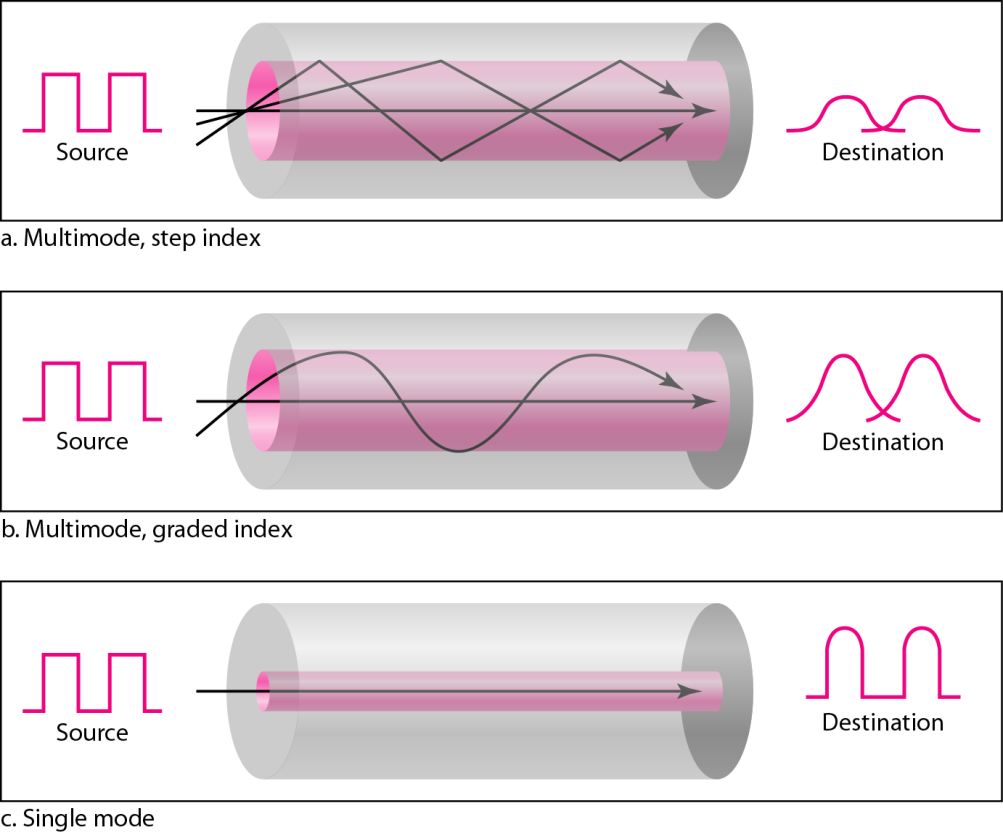 Source
Destination
a. Multimode, step index
Source
Destination
b. Multimode, graded index
Source
Destination
c. Single mode